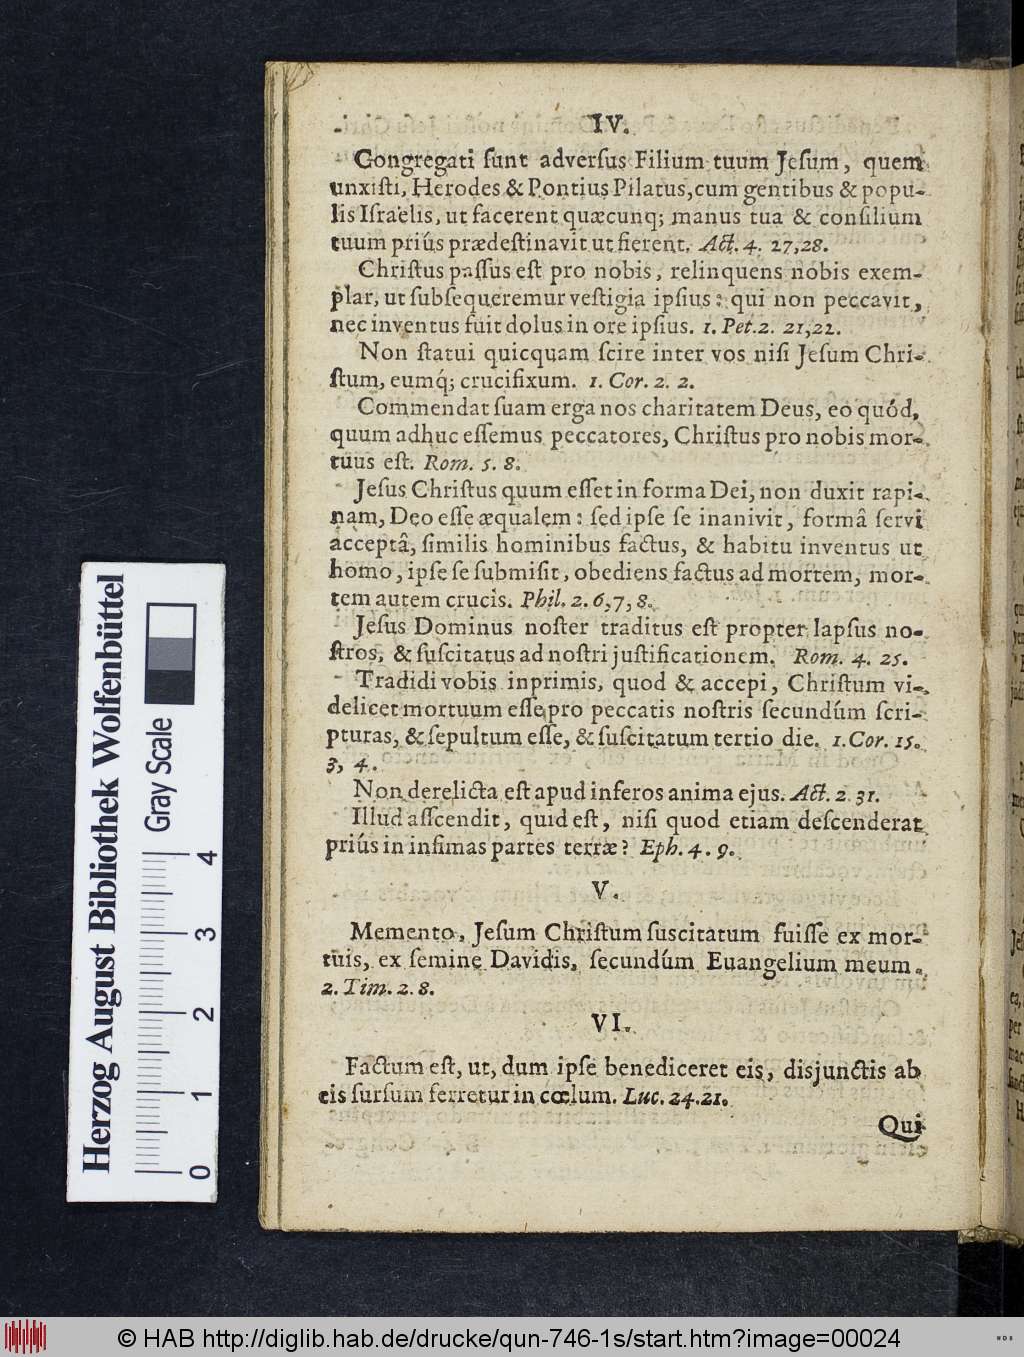 IV.
Congregati ſunt adverſus Filium tuum Jeſum, quem
unxiſti, Herodes & Pontius Pilatus, cum gentibus & popu-
lis Iſraëlis, ut facerent quæcunq; manus tua & conſilium
tuum priús prædeſtinavit ut fierent. Act. 4. 27,28.
Chriſtus paſſus eſt pro nobis, relinquens nobis exem-
plar, ut ſubſequeremur veſtigia ipſius: qui non peccavit,
nec inventus fuit dolus in ore ipſius. 1. Pet. 2. 21,22.
Non ſtatui quicquam ſcire inter vos niſi Jeſum Chri-
ſtum, eumq́; crucifixum. 1. Cor. 2. 2.
Commendat ſuam erga nos charitatem Deus, eo quód,
quum adhuc eſſemus peccatores, Chriſtus pro nobis mor-
tuus eſt. Rom. 5. 8.
Jeſus Chriſtus quum eſſet in forma Dei, non duxit rapi-
nam, Deo eſſe æqualem: ſed ipſe ſe inanivit, formâ ſervi
acceptâ, ſimilis hominibus factus, & habitu inventus ut
homo, ipſe ſe ſubmiſit, obediens factus ad mortem, mor-
tem autem crucis. Phil. 2. 6,7,8.
Jeſus Dominus noſter traditus eſt propter lapſus no-
ſtros, & ſuſcitatus ad noſtri juſtificationem. Rom. 4. 25.
Tradidi vobis inprimis, quod & accepi, Chriſtum vi-
delicet mortuum eſſe pro peccatis noſtris ſecundúm ſcri-
pturas, & ſepultum eſſe, & ſuſcitatum tertio die. 1. Cor. 15.
3, 4.
Non derelicta eſt apud inferos anima ejus. Act. 2. 31.
Illud aſſcendit, quid eſt, niſi quod etiam deſcenderat
priús in infimas partes terræ? Eph. 4. 9.
V.
Memento, Jeſum Chriſtum ſuscitatum fuiſſe ex mor-
tuis, ex ſemine Davidis, ſecundúm Euangelium meum.
2. Tim. 2. 8.
VI.
Factum eſt, ut, dum ipſe benediceret eis, disjunctis ab
eis ſurſum ferretur in cœlum. Luc. 24. 21.
Qui
Herzog August Bibliothek Wolfenbüttel
Gray Scale
0 1 2 3 4
© HAB http://diglib.hab.de/drucke/qun-746-1s/start.htm?image=00024